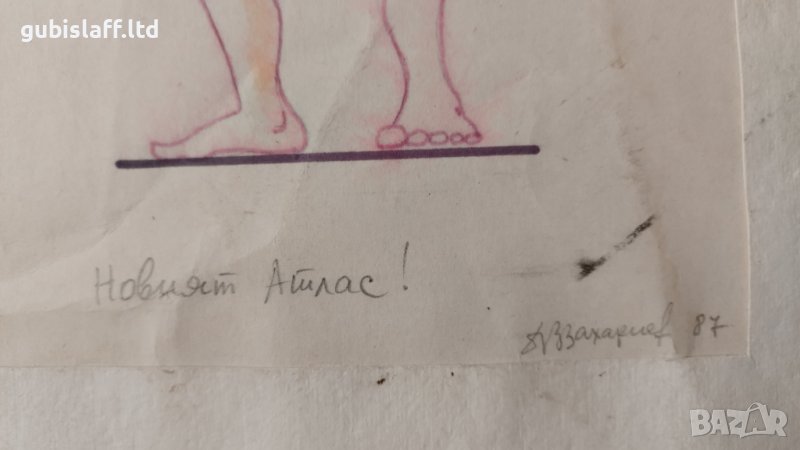 gubislaff.ltd
Новият Атлас!
Захариев 87
BAZAR